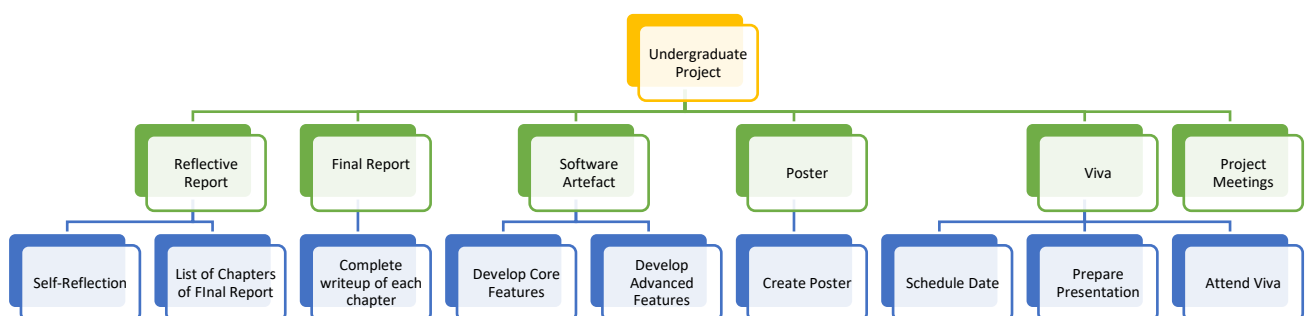 Undergraduate
Project
Reflective
Report
Final Report
Software
Artefact
Poster
Viva
Project
Meetings
Self-Reflection
List of Chapters
of FInal Report
Complete
writeup of each
chapter
Develop Core
Features
Develop
Advanced
Features
Create Poster
Schedule Date
Prepare
Presentation
Attend Viva